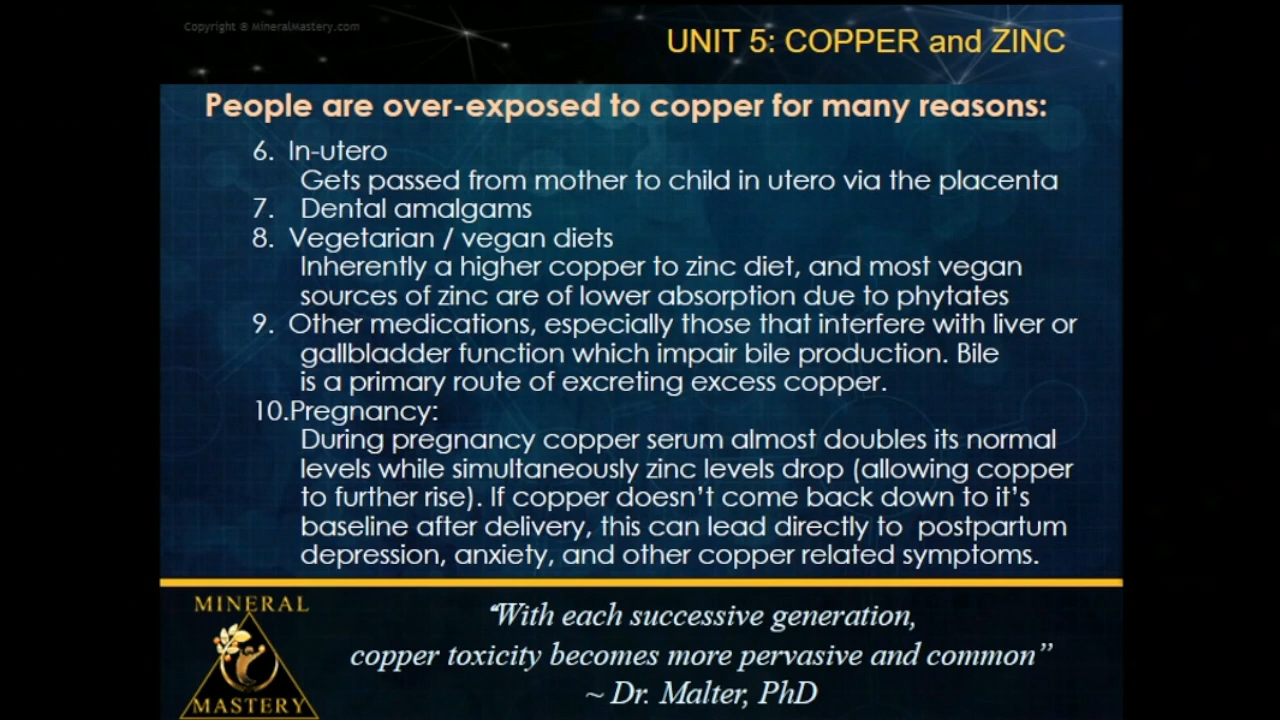 Copyright ® MineralMastery.com
UNIT 5: COPPER and ZINC
People are over-exposed to copper for many reasons:
6. In-utero
Gets passed from mother to child in utero via the placenta
7. Dental amalgams
8. Vegetarian / vegan diets
Inherently a higher copper to zinc diet, and most vegan
sources of zinc are of lower absorption due to phytates
9. Other medications, especially those that interfere with liver or
gallbladder function which impair bile production. Bile
is a primary route of excreting excess copper.
10.Pregnancy:
During pregnancy copper serum almost doubles its normal
levels while simultaneously zinc levels drop (allowing copper
to further rise). If copper doesn't come back down to it's
baseline after delivery, this can lead directly to postpartum
depression, anxiety, and other copper related symptoms.
MINERAL
MASTERY
“With each successive generation,
copper toxicity becomes more pervasive and common”
~ Dr. Malter, PhD